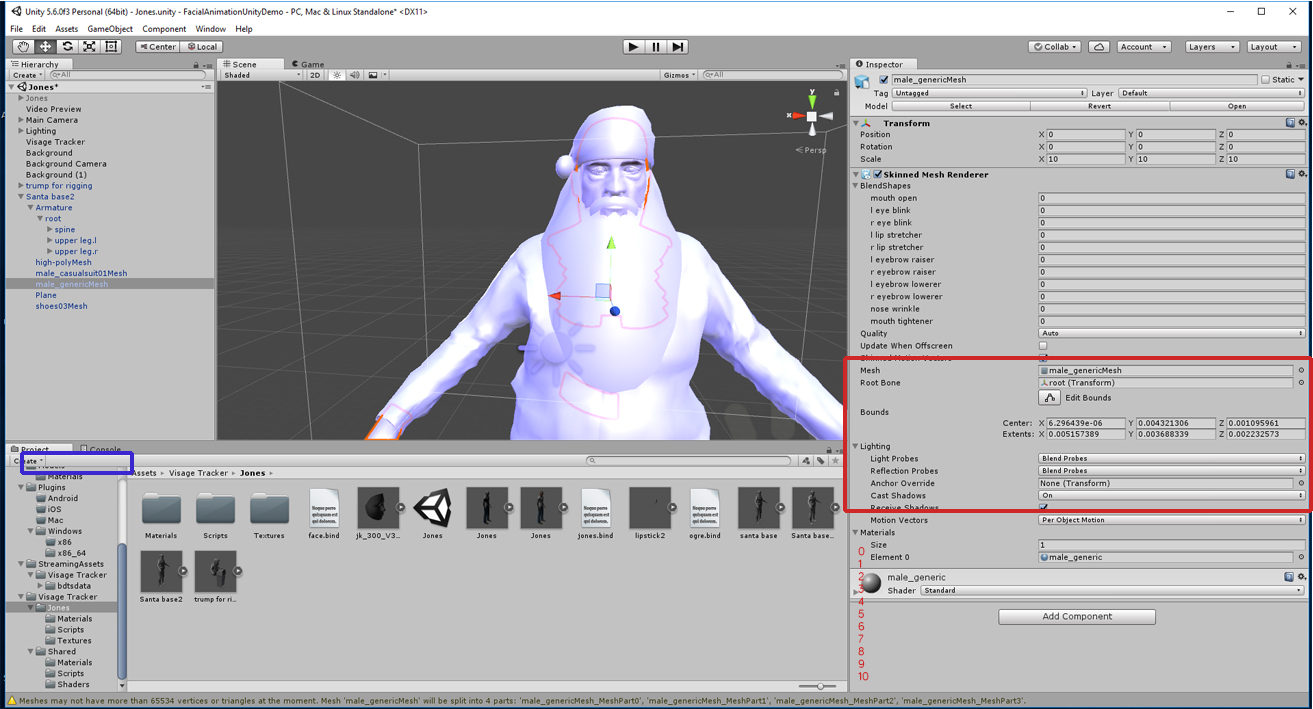 Unity 5.6.0f3 Personal (64bit) - Jones.unity - FacialAnimationUnityDemo - PC, Mac & Linux Standalone* <DX11>
File Edit Assets GameObject Component Window Help
Center Local
Collab Account Layers Layout
Hierarchy
Create All
Jones*
Jones
Video Preview
Main Camera
Lighting
Visage Tracker
Background
Background Camera
Background (1)
trump for rigging
Santa base2
Armature
root
spine
upper leg.l
upper leg.r
high-polyMesh
male_casualsuit01Mesh
male_genericMesh
Plane
shoes03Mesh
Scene Game
Shaded 2D Gizmos All
y
x
Persp
Inspector
male_genericMesh Static
Tag Untagged Layer Default
Model Select Revert Open
Transform
Position X 0 Y 0 Z 0
Rotation X 0 Y 0 Z 0
Scale X 10 Y 10 Z 10
Skinned Mesh Renderer
BlendShapes
mouth open 0
l eye blink 0
r eye blink 0
l lip stretcher 0
r lip stretcher 0
l eyebrow raiser 0
r eyebrow raiser 0
l eyebrow lowerer 0
r eyebrow lowerer 0
nose wrinkle 0
mouth tightener 0
Quality Auto
Update When Offscreen
Skinned Motion Vectors
Mesh male_genericMesh
Root Bone root (Transform)
Edit Bounds
Bounds
Center: X 6.296439e-06 Y 0.004321306 Z 0.001095961
Extents: X 0.005157389 Y 0.003688339 Z 0.002232573
Lighting
Light Probes Blend Probes
Reflection Probes Blend Probes
Anchor Override None (Transform)
Cast Shadows On
Receive Shadows
Motion Vectors Per Object Motion
Materials
Size 1
Element 0 male_generic
0
1
2
3
4
5
6
7
8
9
10
male_generic
Shader Standard
Add Component
Project Console
Create
Models
Materials
Plugins
Android
iOS
Mac
Windows
x86
x86_64
StreamingAssets
Visage Tracker
bdtsdata
Visage Tracker
Jones
Materials
Scripts
Textures
Shared
Materials
Scripts
Shaders
Assets Visage Tracker Jones
Materials Scripts Textures face.bind jk_300_V3... Jones Jones Jones jones.bind lipstick2 ogre.bind santa base Santa base...
Santa base2 trump for ri...
Meshes may not have more than 65534 vertices or triangles at the moment. Mesh 'male_genericMesh' will be split into 4 parts: 'male_genericMesh_MeshPart0', 'male_genericMesh_MeshPart1', 'male_genericMesh_MeshPart2', 'male_genericMesh_MeshPart3'.